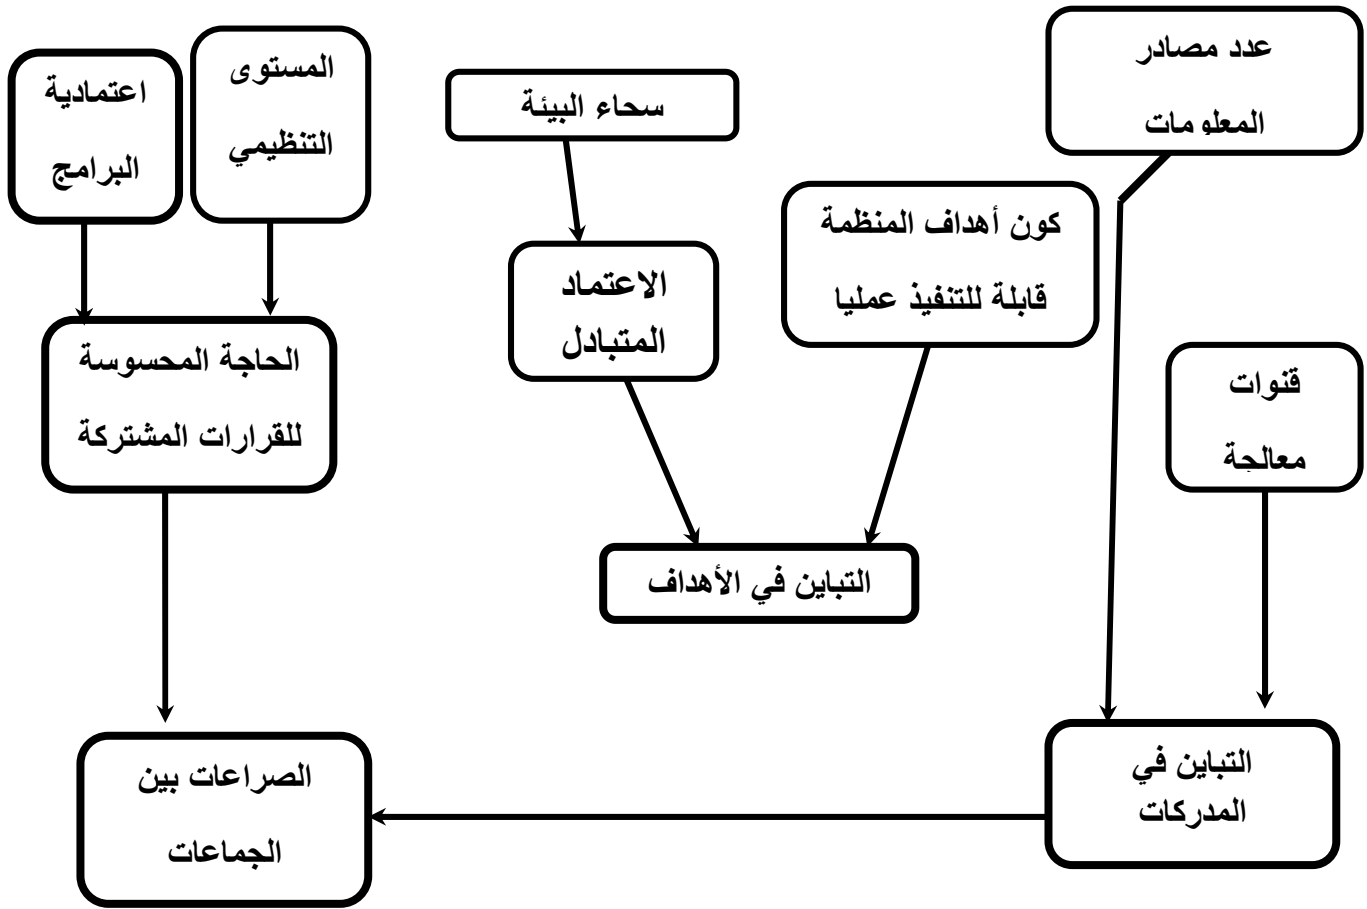 عدد مصادر
المعلومات
سحاء البيئة
المستوى
التنظيمي
اعتمادية
البرامج
كون أهداف المنظمة
قابلة للتنفيذ عمليا
الاعتماد
المتبادل
الحاجة المحسوسة
للقرارات المشتركة
قنوات
معالجة
التباين في الأهداف
التباين في
المدركات
الصراعات بين
الجماعات